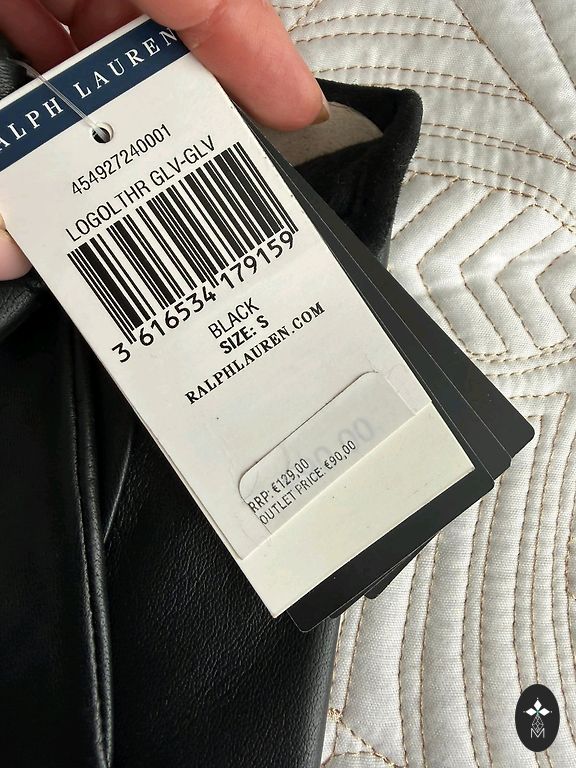 RALPH LAUREN
454927240001
LOGOLTHR GLV-GLV
3 616534 179159
BLACK
SIZE: S
RALPHLAUREN.COM
RRP: €129,00
OUTLET PRICE: €90,00